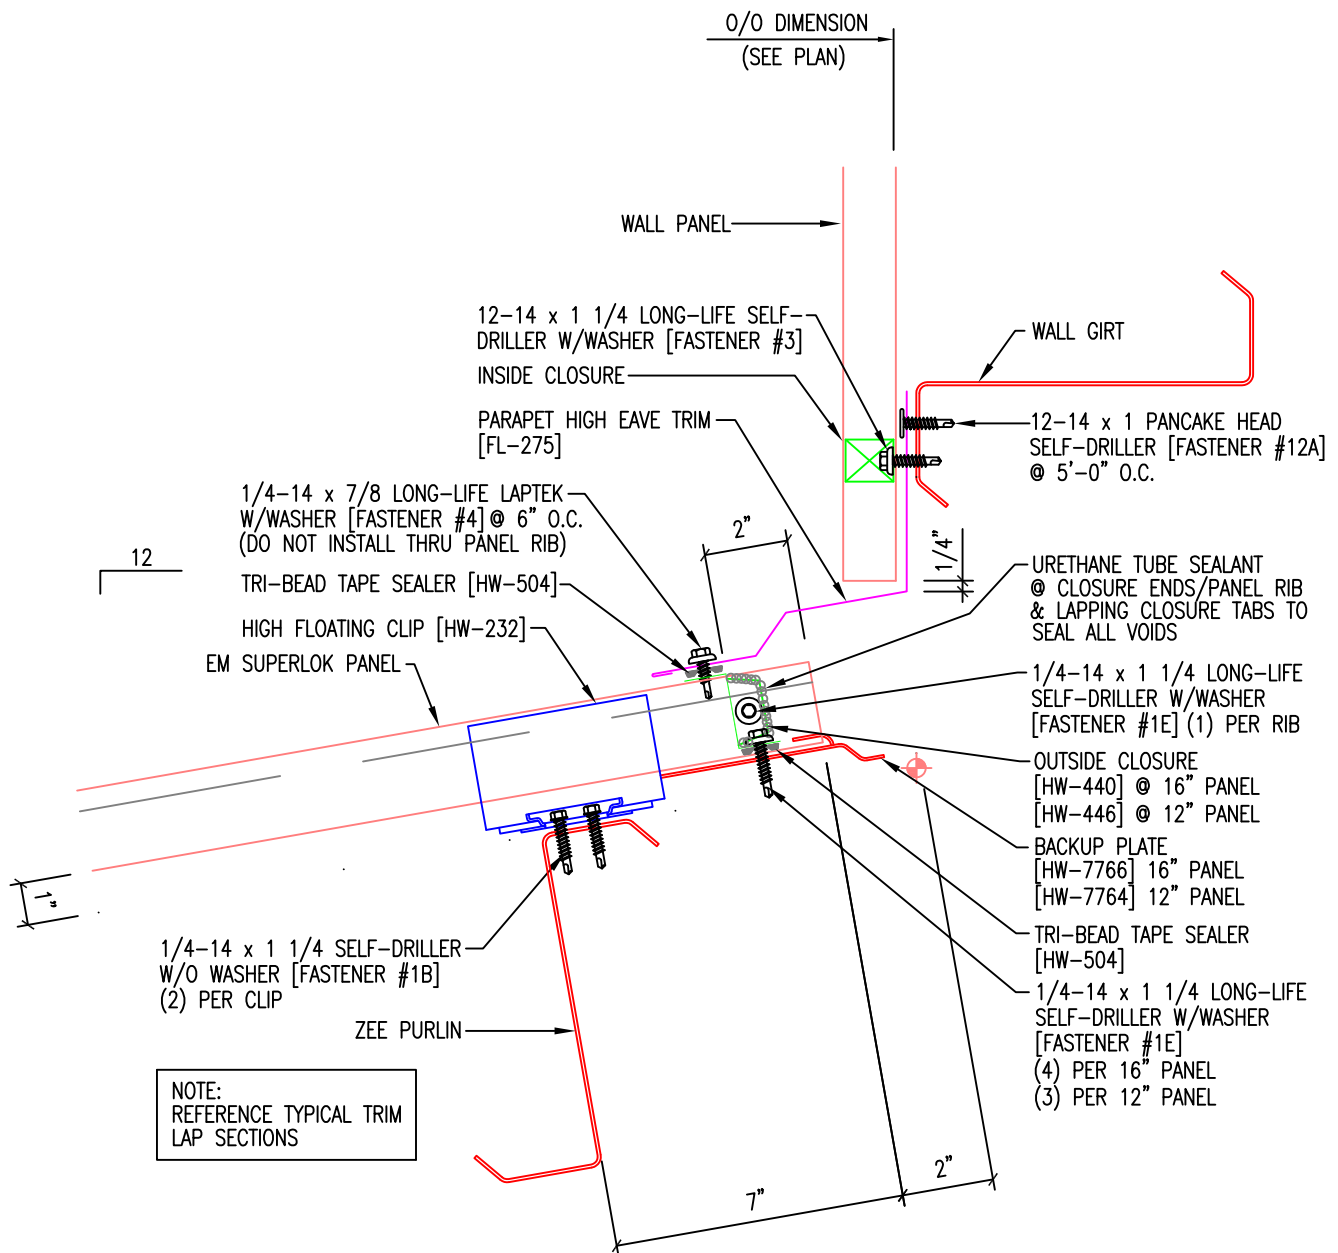 O/O DIMENSION
(SEE PLAN)
WALL PANEL
12-14 x 1 1/4 LONG-LIFE SELF-
DRILLER W/WASHER [FASTENER #3]
INSIDE CLOSURE
PARAPET HIGH EAVE TRIM
[FL-275]
1/4-14 x 7/8 LONG-LIFE LAPTEK
W/WASHER [FASTENER #4] @ 6" O.C.
(DO NOT INSTALL THRU PANEL RIB)
TRI-BEAD TAPE SEALER [HW-504]
HIGH FLOATING CLIP [HW-232]
EM SUPERLOK PANEL
12
1"
2"
1/4"
WALL GIRT
12-14 x 1 PANCAKE HEAD
SELF-DRILLER [FASTENER #12A]
@ 5'-0" O.C.
URETHANE TUBE SEALANT
@ CLOSURE ENDS/PANEL RIB
& LAPPING CLOSURE TABS TO
SEAL ALL VOIDS
1/4-14 x 1 1/4 LONG-LIFE
SELF-DRILLER W/WASHER
[FASTENER #1E] (1) PER RIB
OUTSIDE CLOSURE
[HW-440] @ 16" PANEL
[HW-446] @ 12" PANEL
BACKUP PLATE
[HW-7766] 16" PANEL
[HW-7764] 12" PANEL
TRI-BEAD TAPE SEALER
[HW-504]
1/4-14 x 1 1/4 LONG-LIFE
SELF-DRILLER W/WASHER
[FASTENER #1E]
(4) PER 16" PANEL
(3) PER 12" PANEL
1/4-14 x 1 1/4 SELF-DRILLER
W/O WASHER [FASTENER #1B]
(2) PER CLIP
ZEE PURLIN
NOTE:
REFERENCE TYPICAL TRIM
LAP SECTIONS
7"
2"